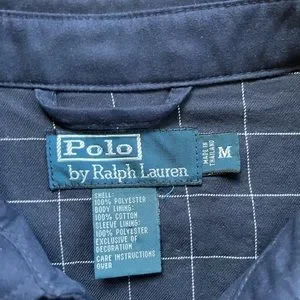 Polo
by Ralph Lauren
MADE IN
THAILAND
M
SHELL:
100% POLYESTER
BODY LINING:
100% COTTON
SLEEVE LINING:
100% POLYESTER
EXCLUSIVE OF
DECORATION
CARE INSTRUCTIONS
OVER